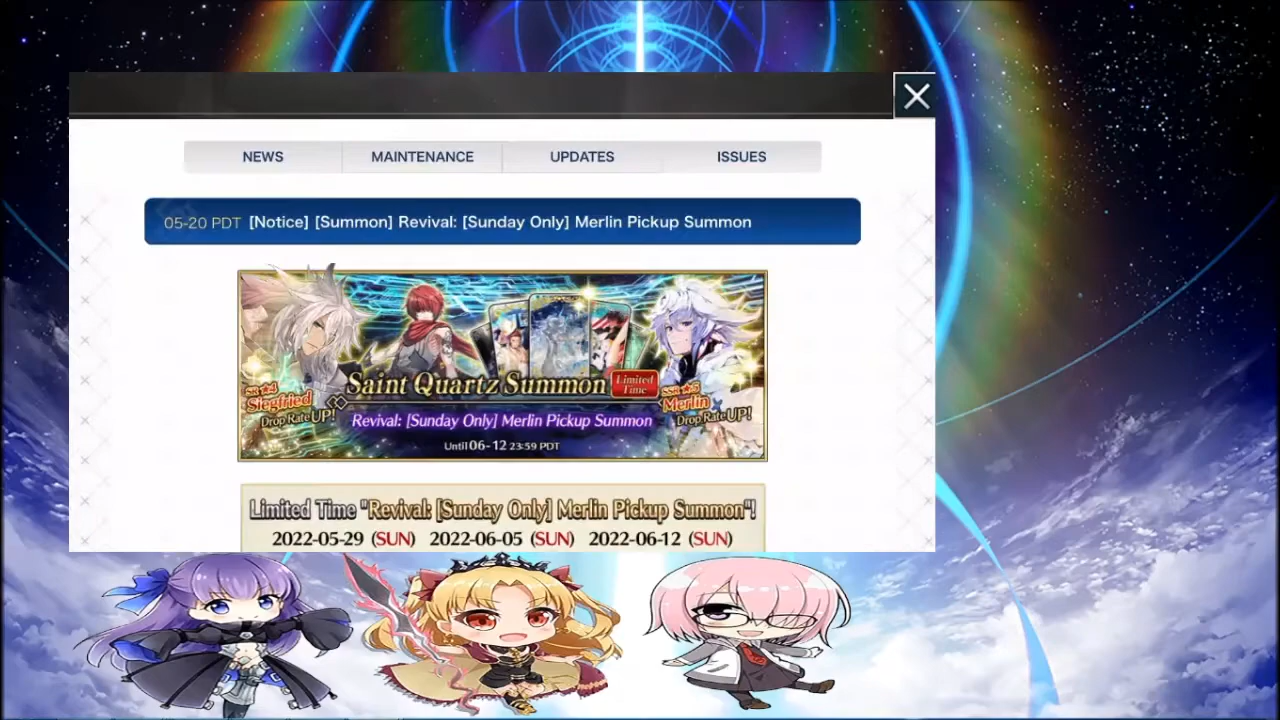 NEWS MAINTENANCE UPDATES ISSUES
05-20 PDT [Notice] [Summon] Revival: [Sunday Only] Merlin Pickup Summon
SR ★4
Siegfried
Drop Rate UP!
Saint Quartz Summon
Limited
Time
SSR ★5
Merlin
Drop Rate UP!
Revival: [Sunday Only] Merlin Pickup Summon
Until 06-12 23:59 PDT
Limited Time "Revival: [Sunday Only] Merlin Pickup Summon"!
2022-05-29 (SUN) 2022-06-05 (SUN) 2022-06-12 (SUN)